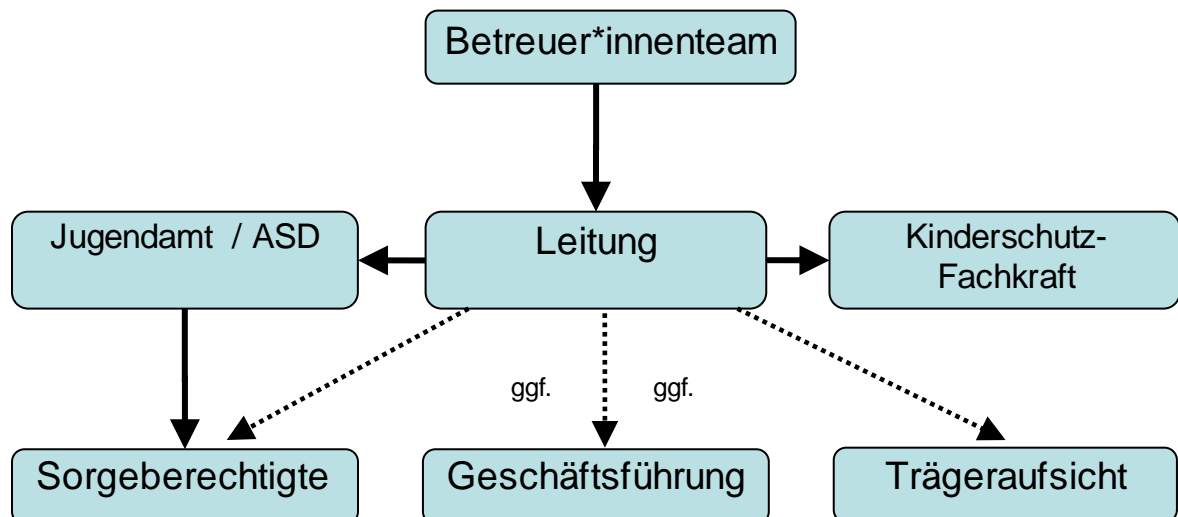 Betreuer*innenteam
Jugendamt / ASD
Leitung
Kinderschutz-
Fachkraft
ggf.
ggf.
Sorgeberechtigte
Geschäftsführung
Trägeraufsicht